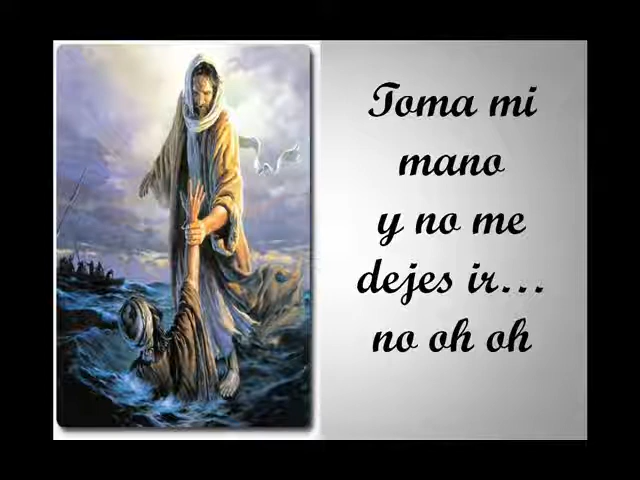 Toma mi
mano
y no me
dejes ir...
no oh oh